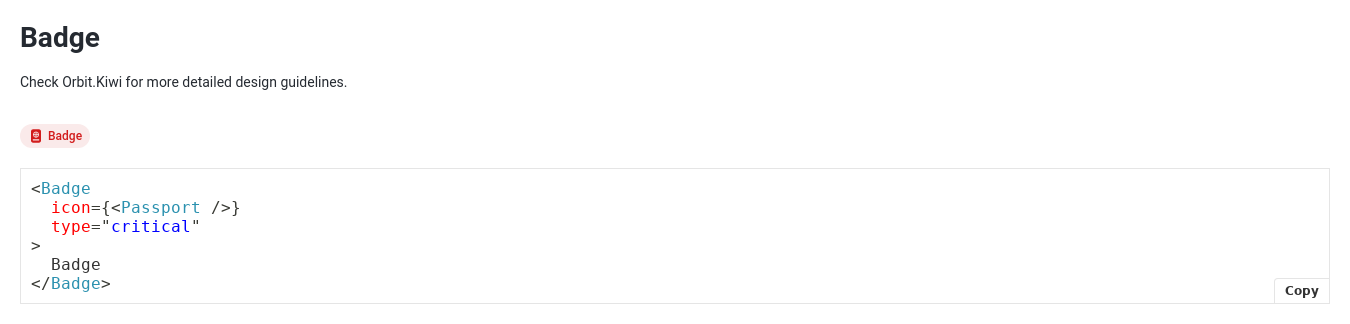 Badge
Check Orbit.Kiwi for more detailed design guidelines.
Badge
<Badge
  icon={<Passport />}
  type="critical"
>
  Badge
</Badge>
Copy